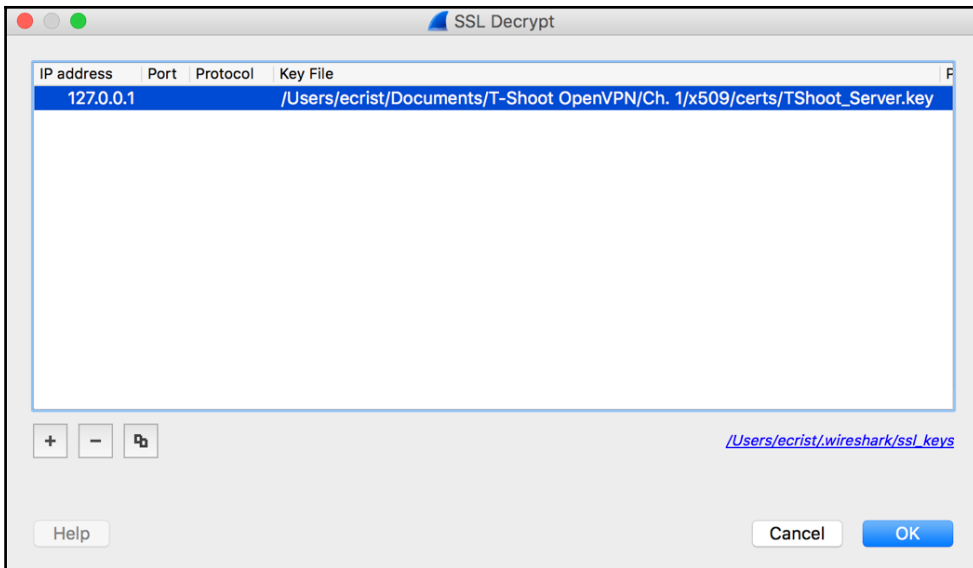 SSL Decrypt
IP address Port Protocol Key File P
127.0.0.1 /Users/ecrist/Documents/T-Shoot OpenVPN/Ch. 1/x509/certs/TShoot_Server.key
+ −
/Users/ecrist/.wireshark/ssl_keys
Help Cancel OK